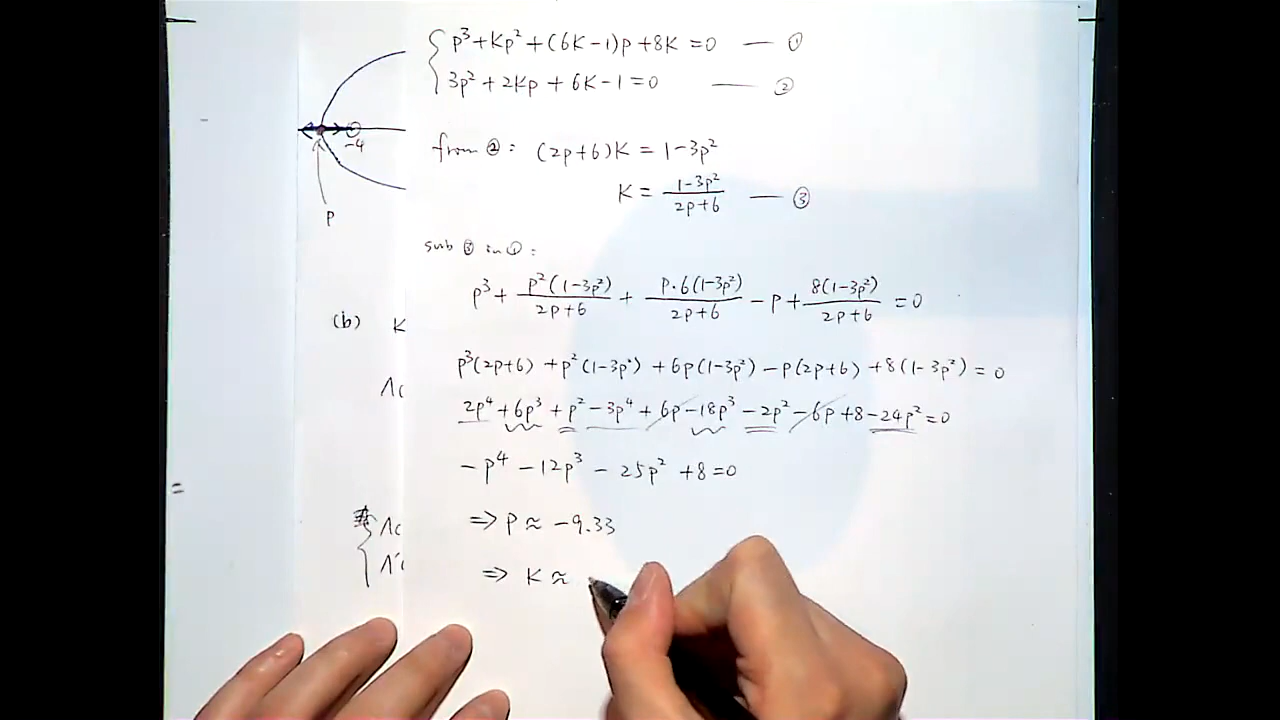 p³+Kp²+(6K-1)p+8K=0 — ①
3p²+2Kp+6K-1=0 — ②
from ②: (2p+6)K = 1-3p²
K = \frac{1-3p²}{2p+6} — ③
-4
p
sub ③ in ①:
p³ + \frac{p²(1-3p²)}{2p+6} + \frac{p·6(1-3p²)}{2p+6} - p + \frac{8(1-3p²)}{2p+6} = 0
(b) K
p³(2p+6) + p²(1-3p²) + 6p(1-3p²) - p(2p+6) + 8(1-3p²) = 0
2p⁴+6p³+p²-3p⁴+6p-18p³-2p²-6p+8-24p²=0
-p⁴-12p³-25p²+8=0
⇒ p ≈ -9.33
⇒ K ≈